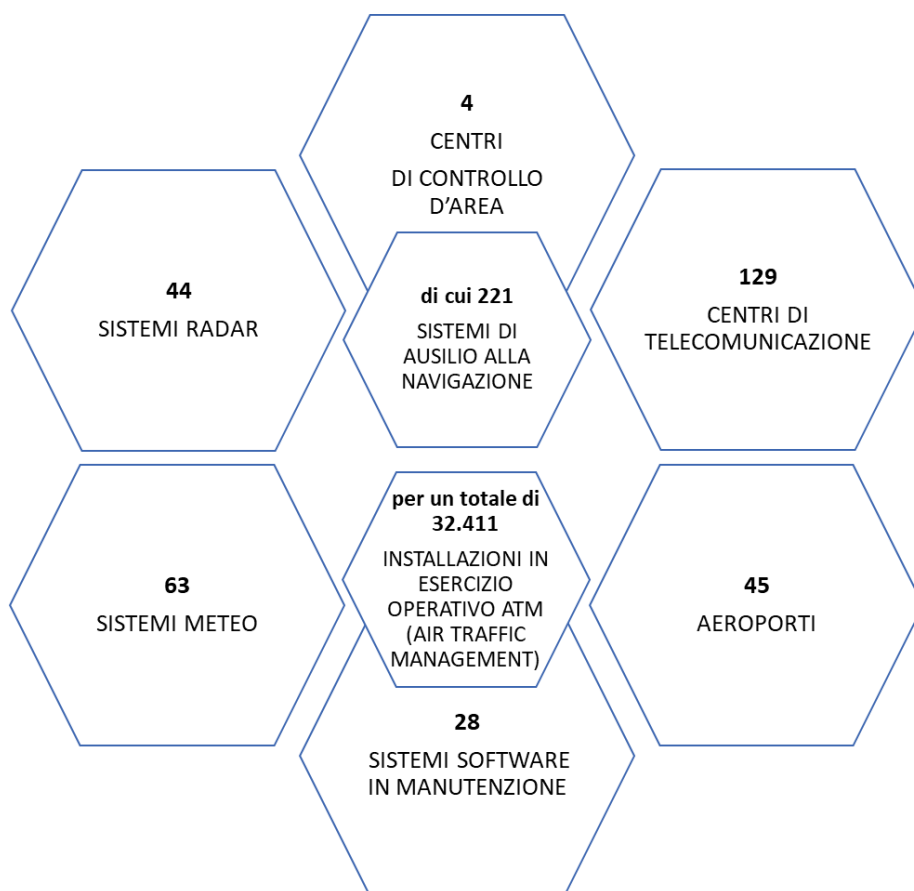 4
CENTRI
DI CONTROLLO
D’AREA
44
SISTEMI RADAR
di cui 221
SISTEMI DI
AUSILIO ALLA
NAVIGAZIONE
129
CENTRI DI
TELECOMUNICAZIONE
63
SISTEMI METEO
per un totale di
32.411
INSTALLAZIONI IN
ESERCIZIO
OPERATIVO ATM
(AIR TRAFFIC
MANAGEMENT)
45
AEROPORTI
28
SISTEMI SOFTWARE
IN MANUTENZIONE